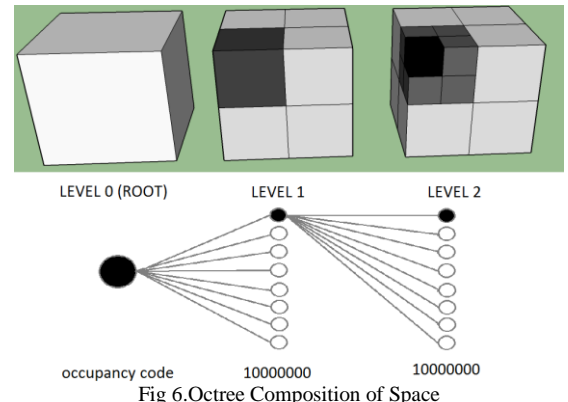 LEVEL 0 (ROOT) LEVEL 1 LEVEL 2
occupancy code 10000000 10000000
Fig 6.Octree Composition of Space